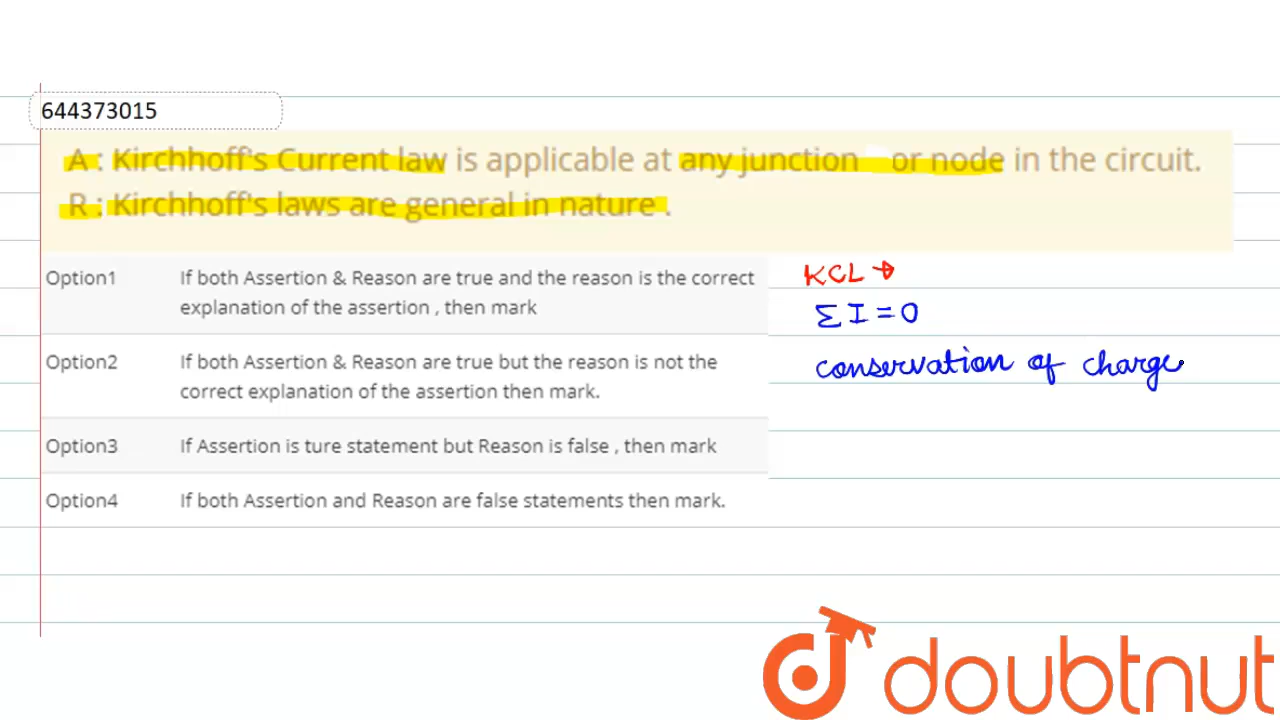 644373015
A : Kirchhoff's Current law is applicable at any junction or node in the circuit.
R : Kirchhoff's laws are general in nature .
Option1 If both Assertion & Reason are true and the reason is the correct
explanation of the assertion , then mark
Option2 If both Assertion & Reason are true but the reason is not the
correct explanation of the assertion then mark.
Option3 If Assertion is ture statement but Reason is false , then mark
Option4 If both Assertion and Reason are false statements then mark.
KCL →
Σ I = 0
conservation of charge
doubtnut